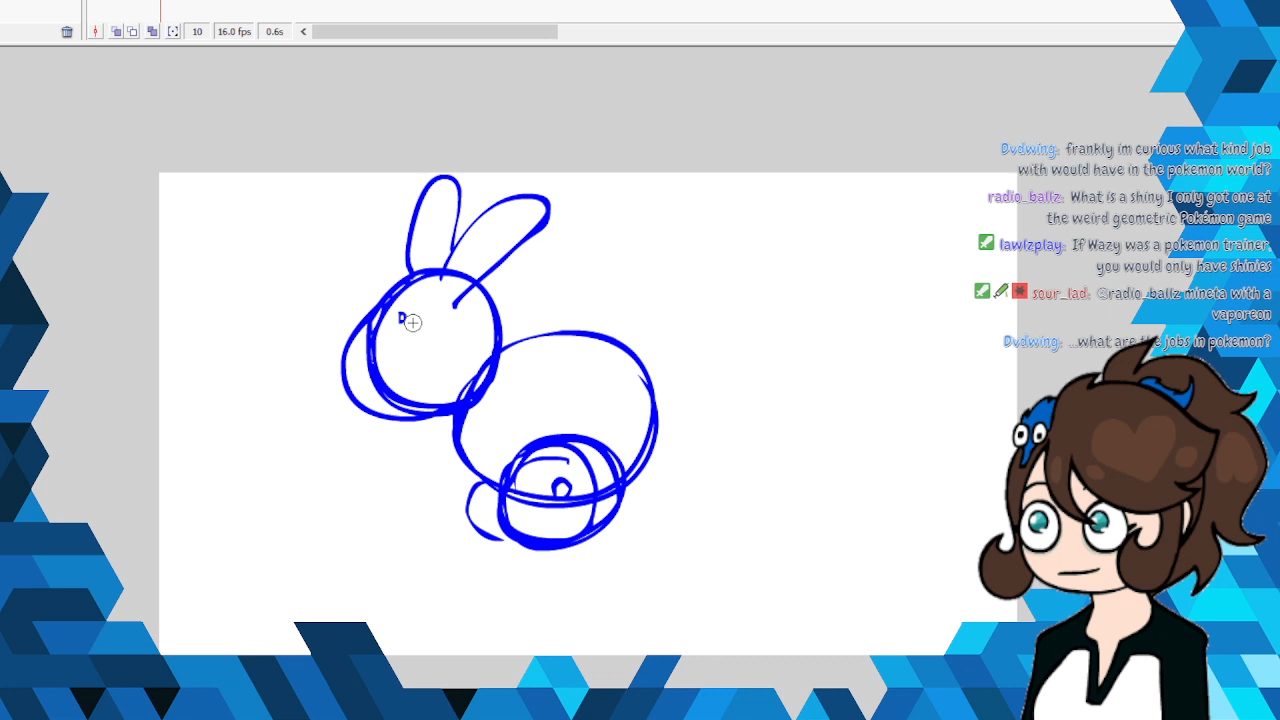 10 16.0 fps 0.6s
Dvdwing: frankly im curious what kind job
with would have in the pokemon world?
radio_ballz: What is a shiny I only got one at
the weird geometric Pokémon game
lawlzplay: If Wazy was a pokemon trainer,
you would only have shinies
sour_lad: @radio_ballz mineta with a
vaporeon
Dvdwing: ...what are the jobs in pokemon?